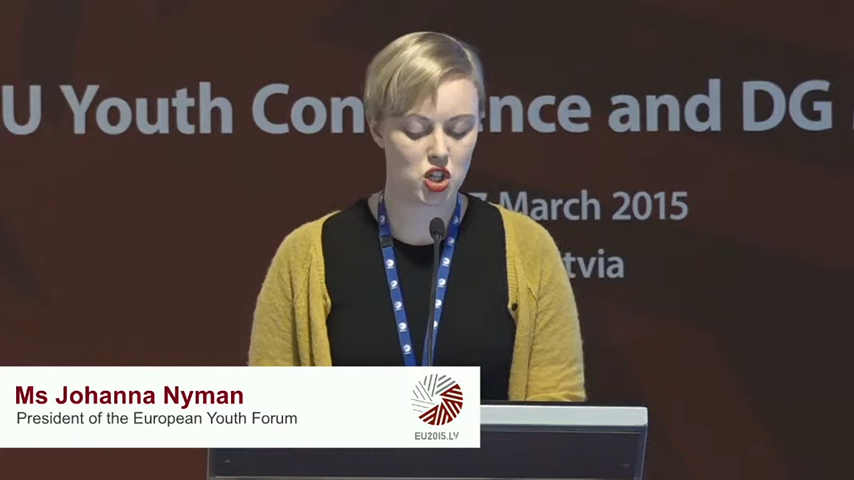 U Youth Con ence and DG
March 2015
tvia
Ms Johanna Nyman
President of the European Youth Forum
EU2015.LV